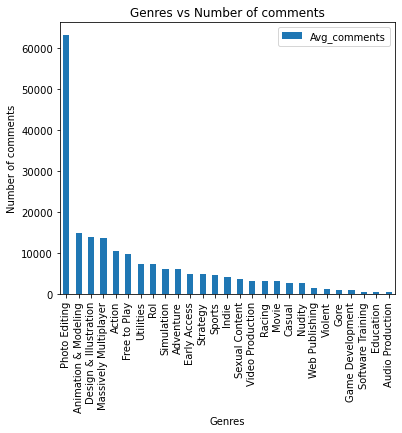 Genres vs Number of comments
Avg_comments
Number of comments
60000
50000
40000
30000
20000
10000
0
Photo Editing
Animation & Modeling
Design & Illustration
Massively Multiplayer
Action
Free to Play
Utilities
RoI
Simulation
Adventure
Early Access
Strategy
Sports
Indie
Sexual Content
Video Production
Racing
Movie
Casual
Nudity
Web Publishing
Violent
Gore
Game Development
Software Training
Education
Audio Production
Genres